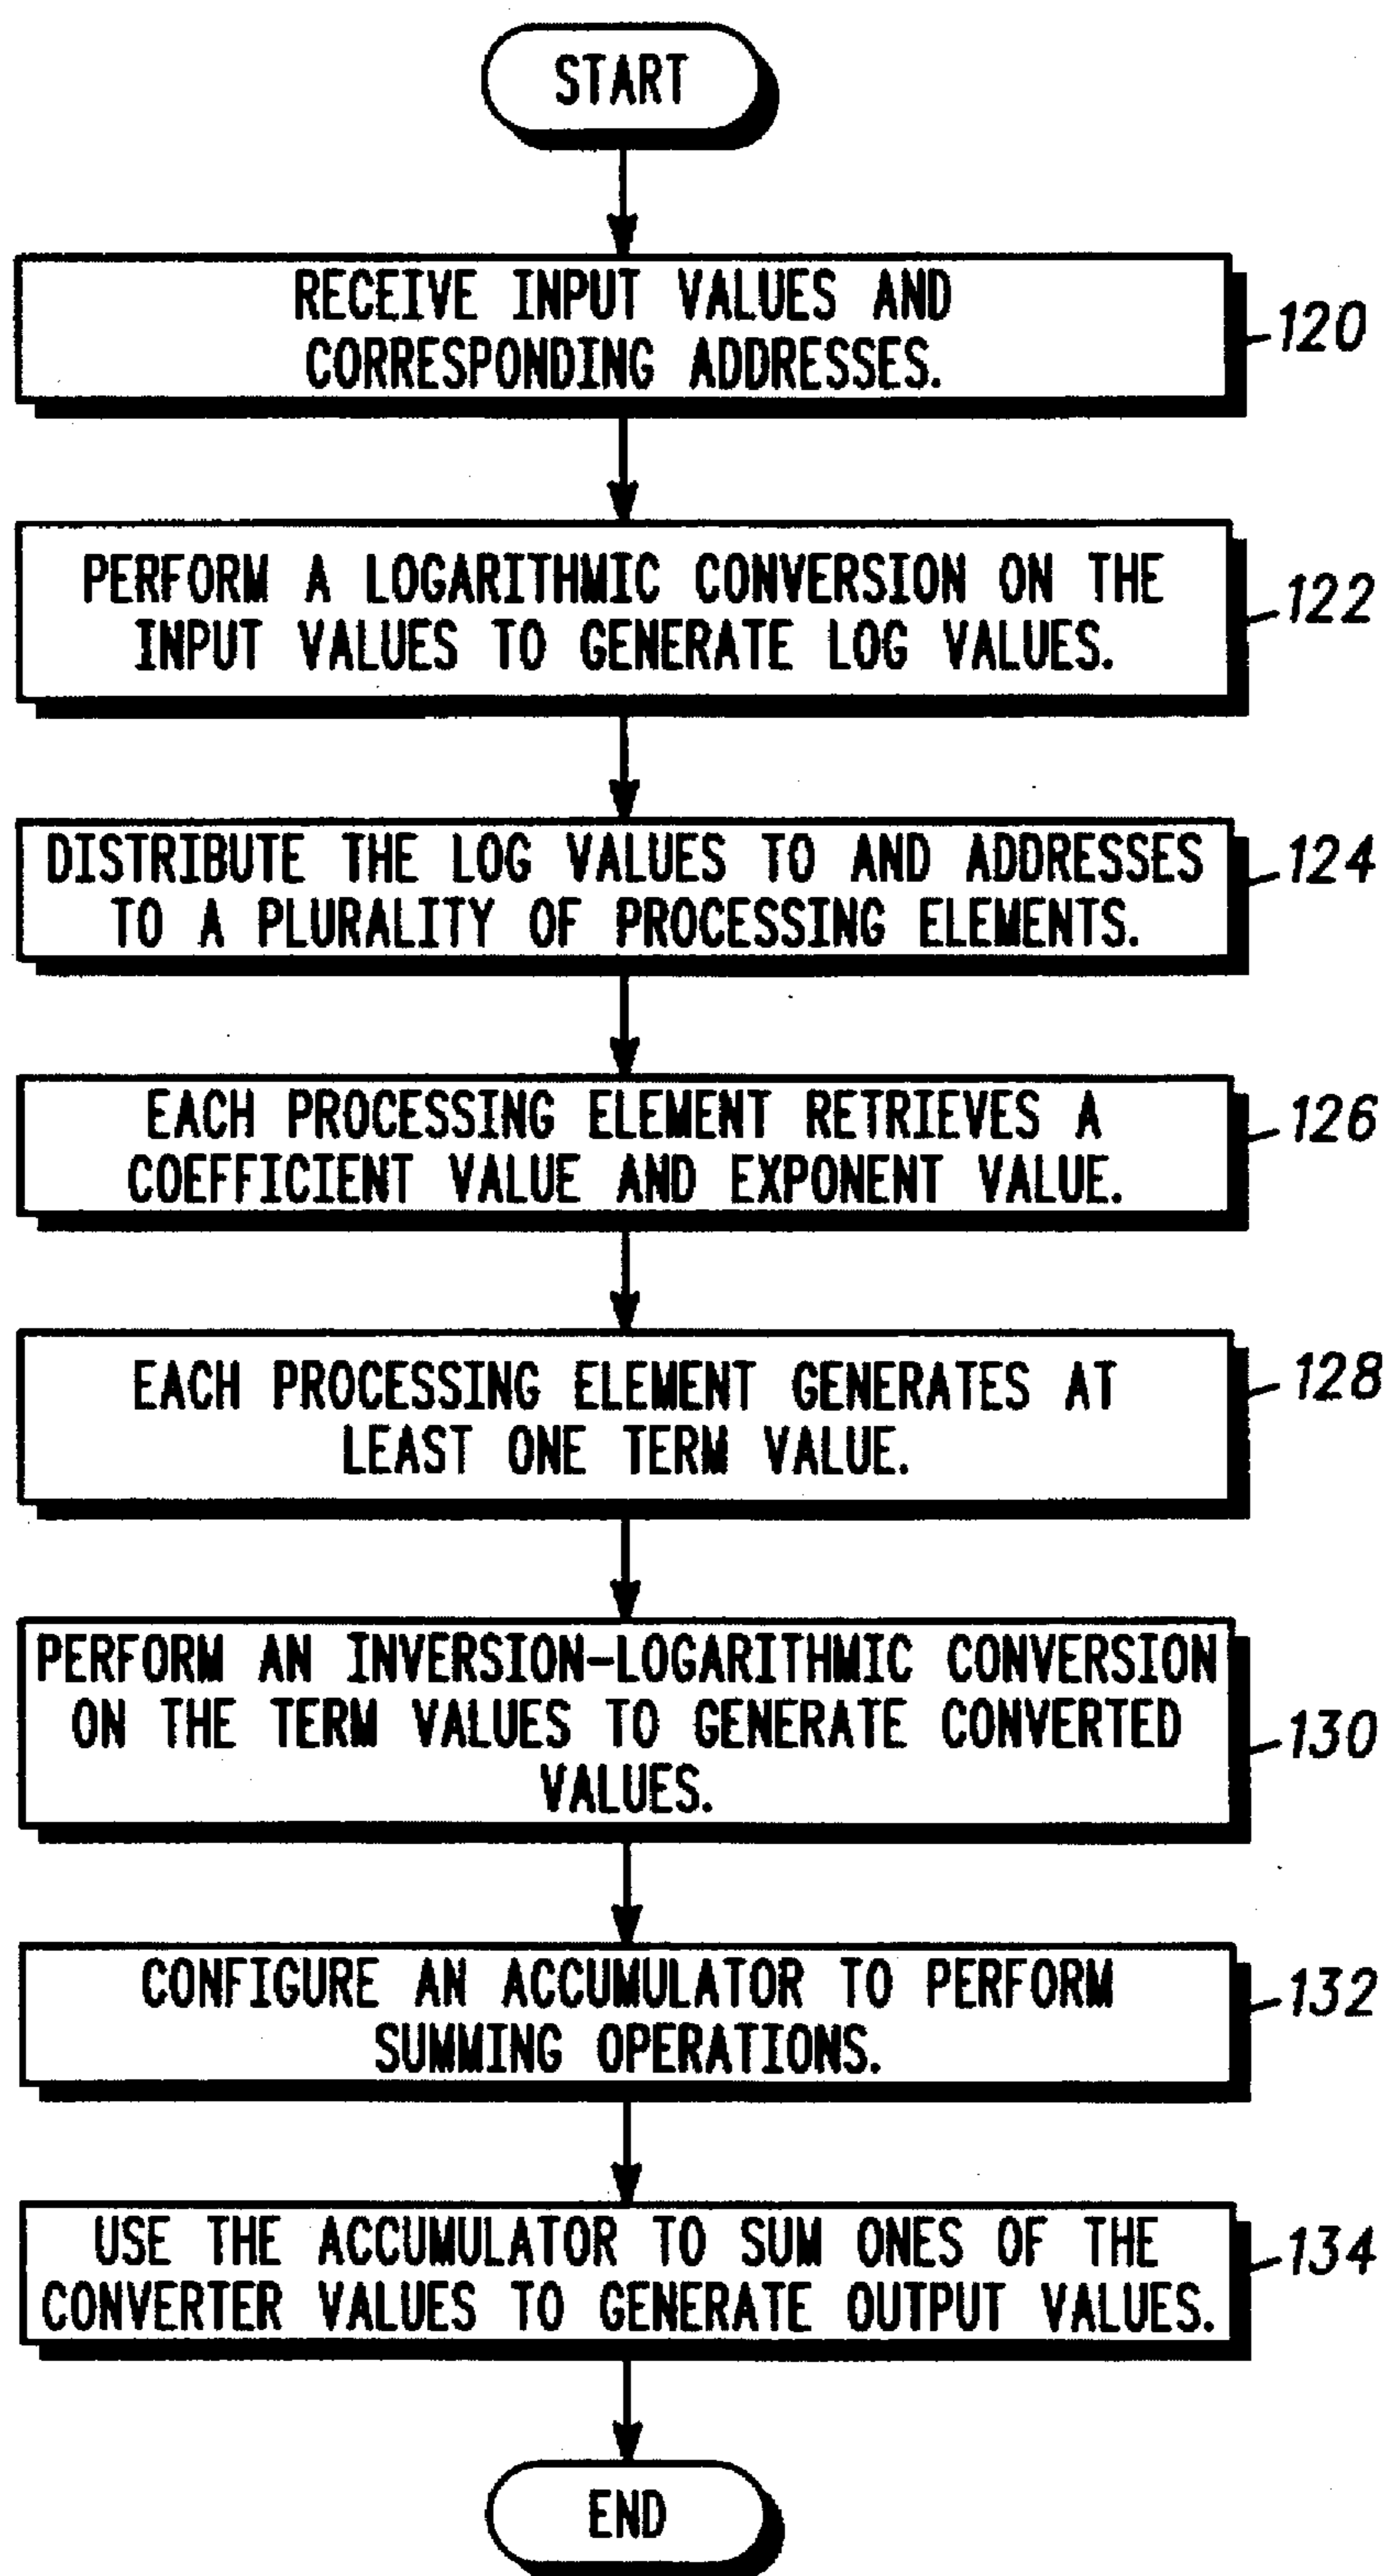 START
RECEIVE INPUT VALUES AND
CORRESPONDING ADDRESSES.
120
PERFORM A LOGARITHMIC CONVERSION ON THE
INPUT VALUES TO GENERATE LOG VALUES.
122
DISTRIBUTE THE LOG VALUES TO AND ADDRESSES
TO A PLURALITY OF PROCESSING ELEMENTS.
124
EACH PROCESSING ELEMENT RETRIEVES A
COEFFICIENT VALUE AND EXPONENT VALUE.
126
EACH PROCESSING ELEMENT GENERATES AT
LEAST ONE TERM VALUE.
128
PERFORM AN INVERSION-LOGARITHMIC CONVERSION
ON THE TERM VALUES TO GENERATE CONVERTED
VALUES.
130
CONFIGURE AN ACCUMULATOR TO PERFORM
SUMMING OPERATIONS.
132
USE THE ACCUMULATOR TO SUM ONES OF THE
CONVERTER VALUES TO GENERATE OUTPUT VALUES.
134
END